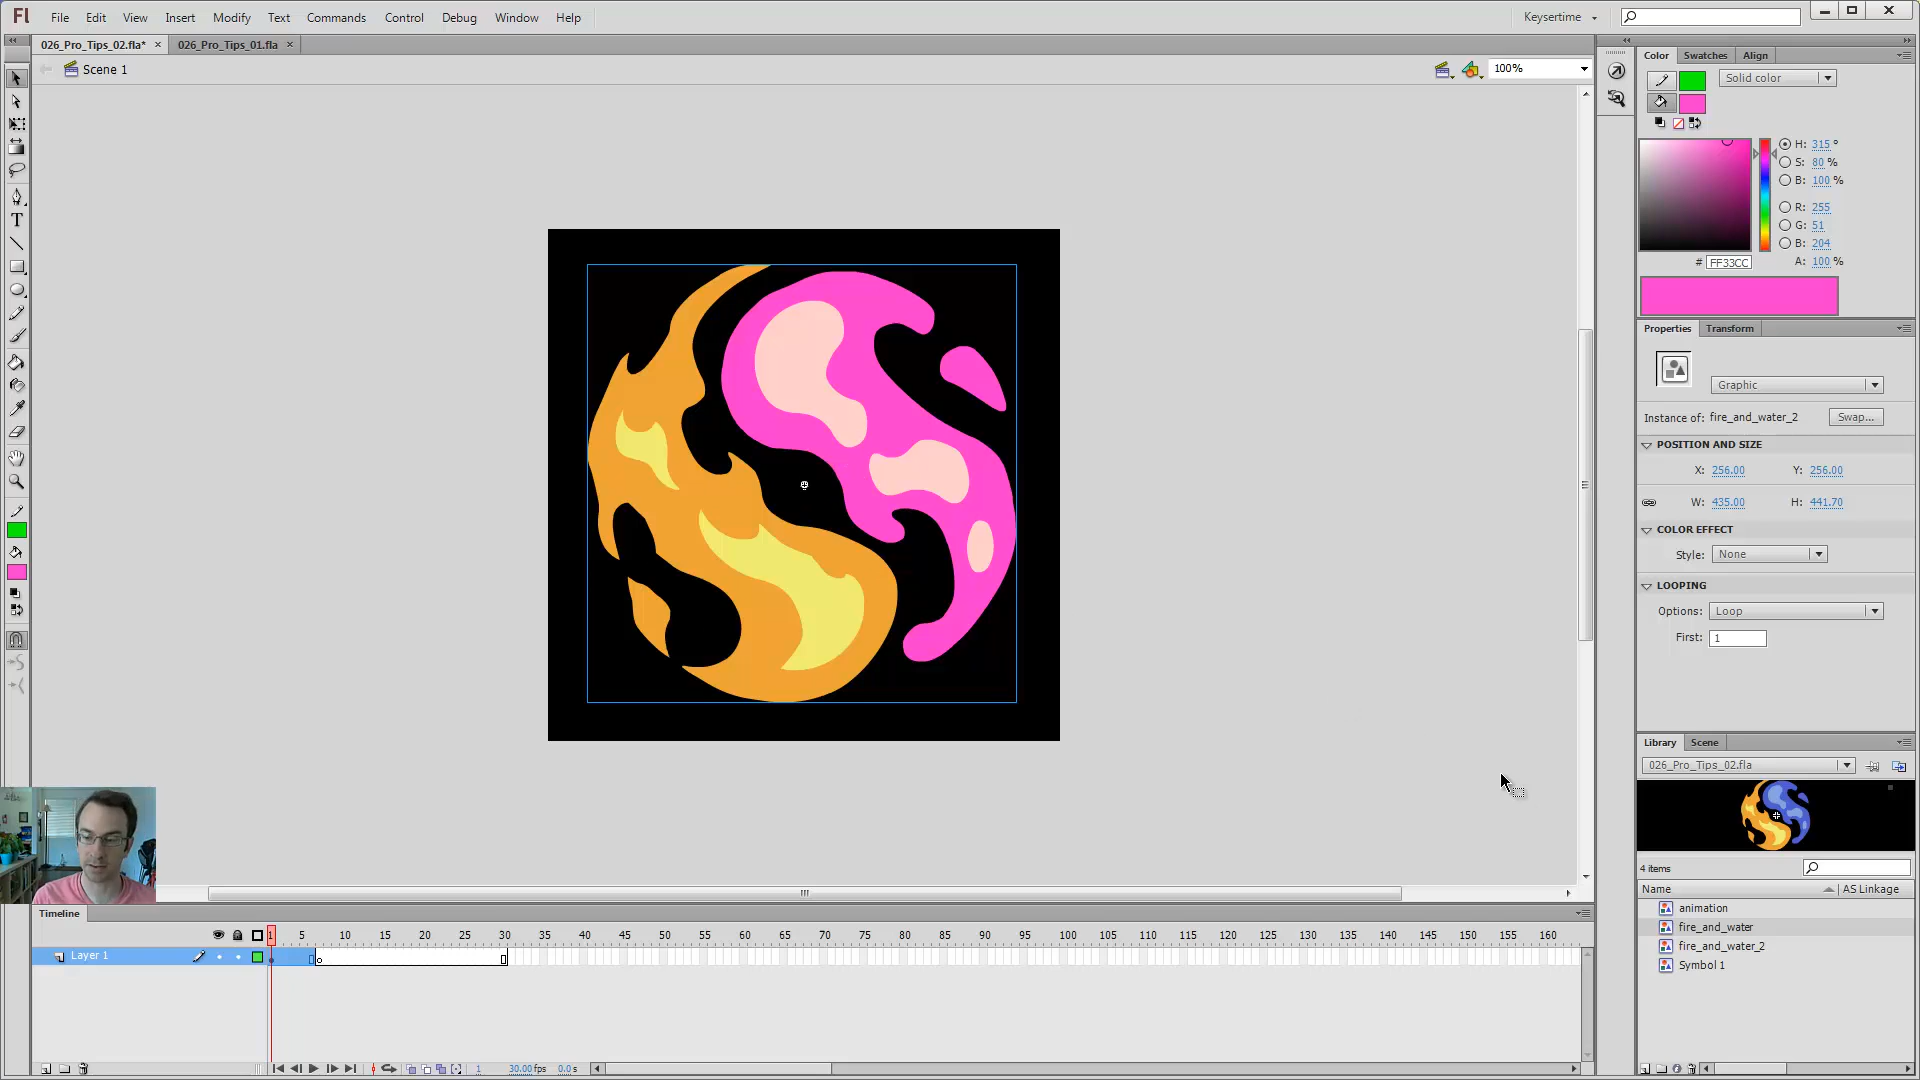 Fl File Edit View Insert Modify Text Commands Control Debug Window Help Keysertime
026_Pro_Tips_02.fla* × 026_Pro_Tips_01.fla ×
Scene 1 100%
Color Swatches Align
Solid color
H: 315 °
S: 80 %
B: 100 %
R: 255
G: 51
B: 204
# FF33CC A: 100 %
Properties Transform
Graphic
Instance of: fire_and_water_2 Swap...
POSITION AND SIZE
X: 256.00 Y: 256.00
W: 435.00 H: 441.70
COLOR EFFECT
Style: None
LOOPING
Options: Loop
First: 1
Library Scene
026_Pro_Tips_02.fla
4 items
Name AS Linkage
animation
fire_and_water
fire_and_water_2
Symbol 1
Timeline
1 5 10 15 20 25 30 35 40 45 50 55 60 65 70 75 80 85 90 95 100 105 110 115 120 125 130 135 140 145 150 155 160
Layer 1
1 30.00 fps 0.0 s